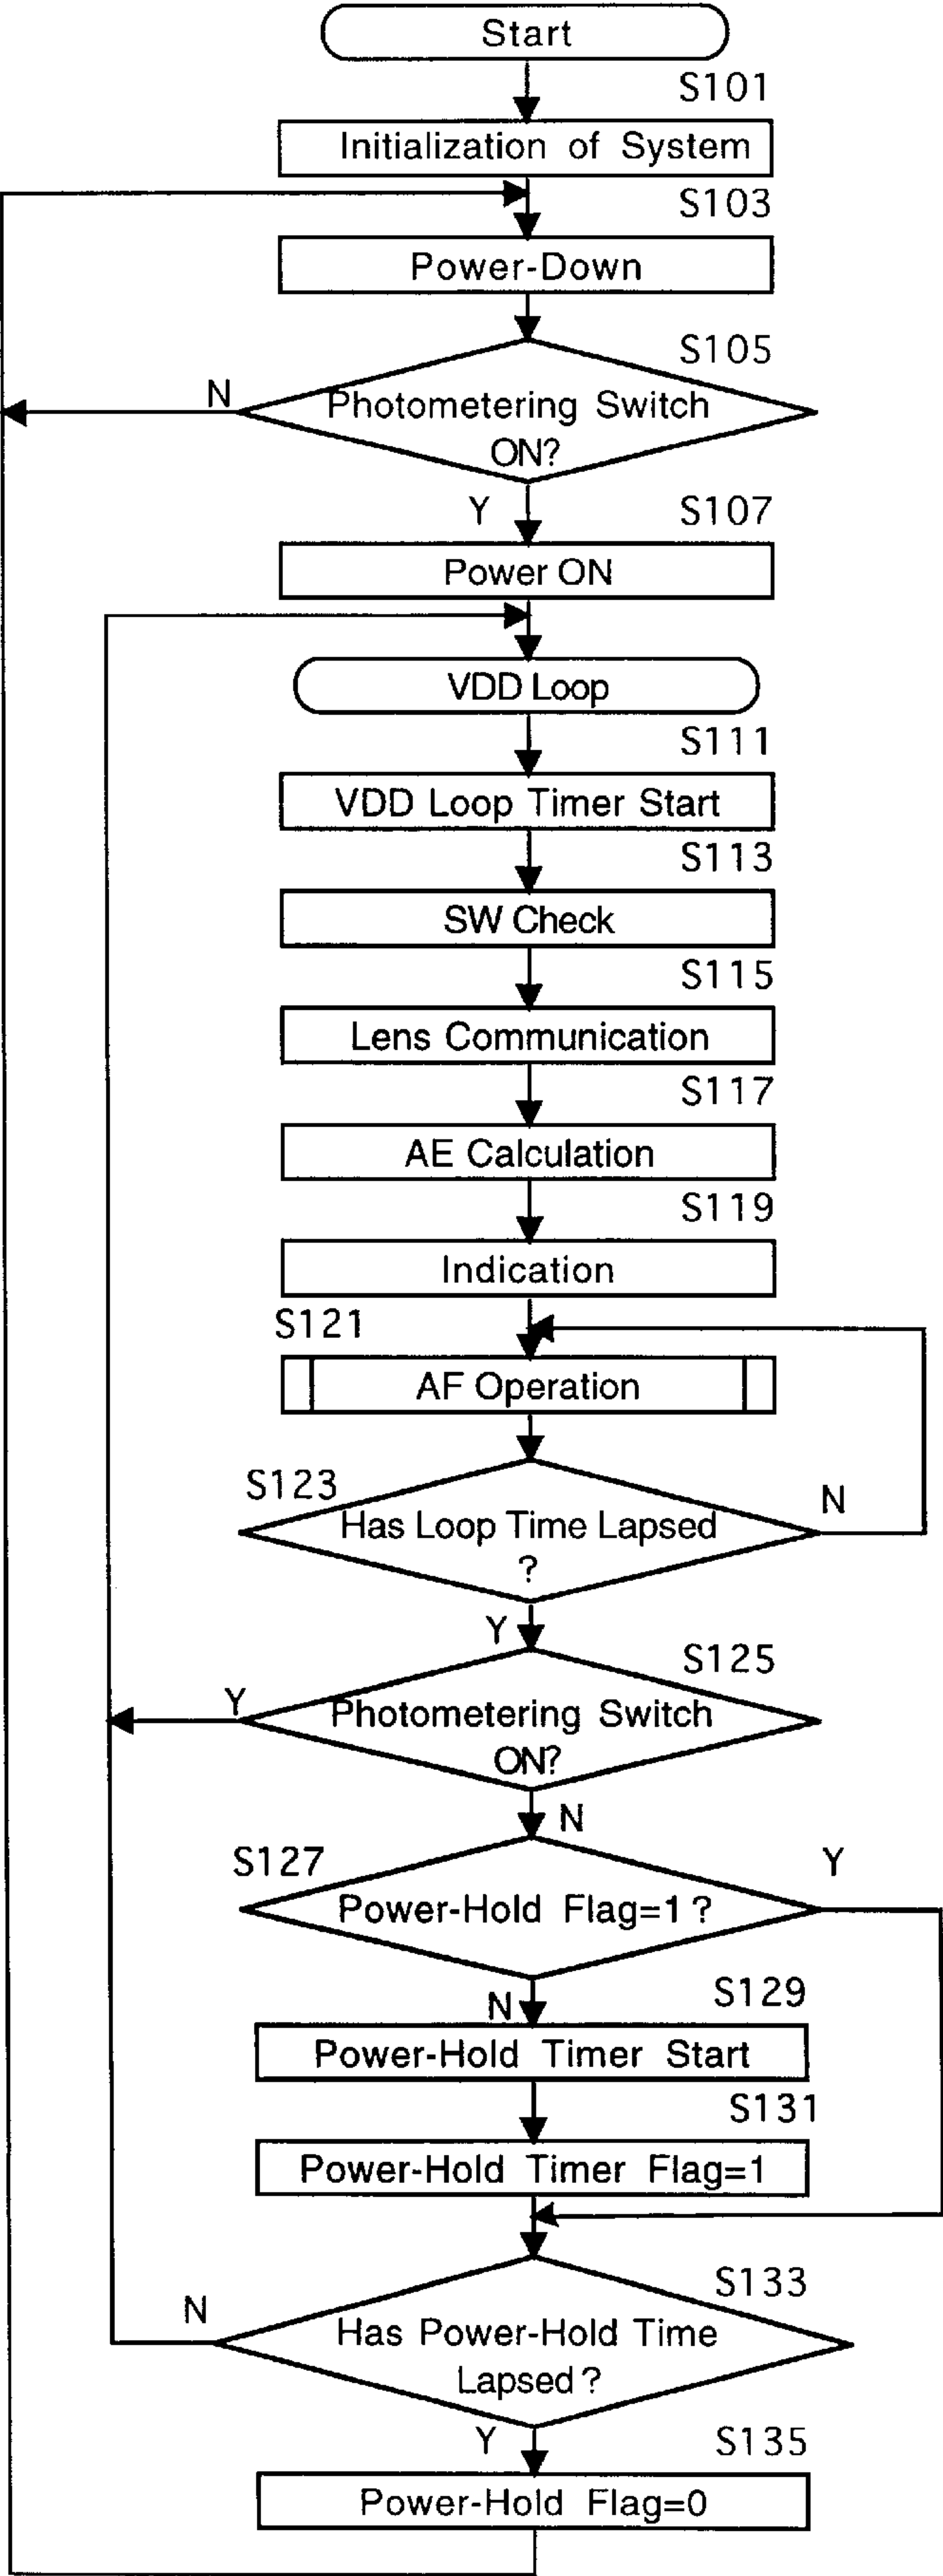 Start
S101
Initialization of System
S103
Power-Down
S105
N
Photometering Switch
ON?
Y
S107
Power ON
VDD Loop
S111
VDD Loop Timer Start
S113
SW Check
S115
Lens Communication
S117
AE Calculation
S119
Indication
S121
AF Operation
S123
N
Has Loop Time Lapsed
?
Y
S125
Y
Photometering Switch
ON?
N
S127
Y
Power-Hold Flag=1?
S129
N
Power-Hold Timer Start
S131
Power-Hold Timer Flag=1
S133
N
Has Power-Hold Time
Lapsed?
Y
S135
Power-Hold Flag=0